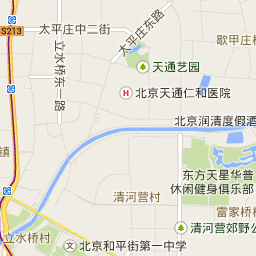 太平庄中二街
太平庄东路
S213
歇甲庄村
立水桥东一路
天通艺园
H
北京天通仁和医院
北京润清度假酒
镇
东方天星华普
休闲健身俱乐部
清河营村
雷家桥村
清河营郊野公
立水桥村
北京和平街第一中学